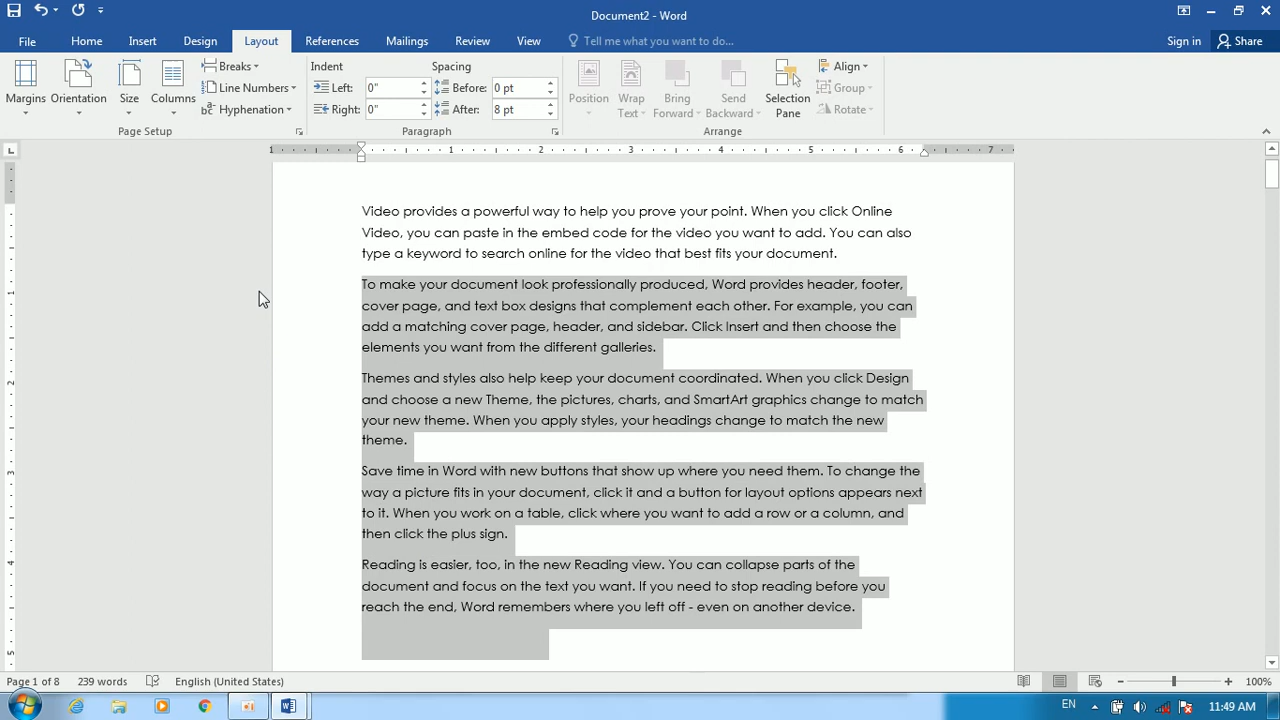 Document2 - Word
File Home Insert Design Layout References Mailings Review View Tell me what you want to do... Sign in Share
Margins Orientation Size Columns Breaks Line Numbers Hyphenation
Page Setup
Indent Spacing
Left: 0" Before: 0 pt
Right: 0" After: 8 pt
Paragraph
Position Wrap Text Bring Forward Send Backward Selection Pane Align Group Rotate
Arrange
1 1 2 3 4 5 6 7
Video provides a powerful way to help you prove your point. When you click Online
Video, you can paste in the embed code for the video you want to add. You can also
type a keyword to search online for the video that best fits your document.
To make your document look professionally produced, Word provides header, footer,
cover page, and text box designs that complement each other. For example, you can
add a matching cover page, header, and sidebar. Click Insert and then choose the
elements you want from the different galleries.
Themes and styles also help keep your document coordinated. When you click Design
and choose a new Theme, the pictures, charts, and SmartArt graphics change to match
your new theme. When you apply styles, your headings change to match the new
theme.
Save time in Word with new buttons that show up where you need them. To change the
way a picture fits in your document, click it and a button for layout options appears next
to it. When you work on a table, click where you want to add a row or a column, and
then click the plus sign.
Reading is easier, too, in the new Reading view. You can collapse parts of the
document and focus on the text you want. If you need to stop reading before you
reach the end, Word remembers where you left off - even on another device.
1
2
3
4
5
Page 1 of 8 239 words English (United States) 100%
EN 11:49 AM